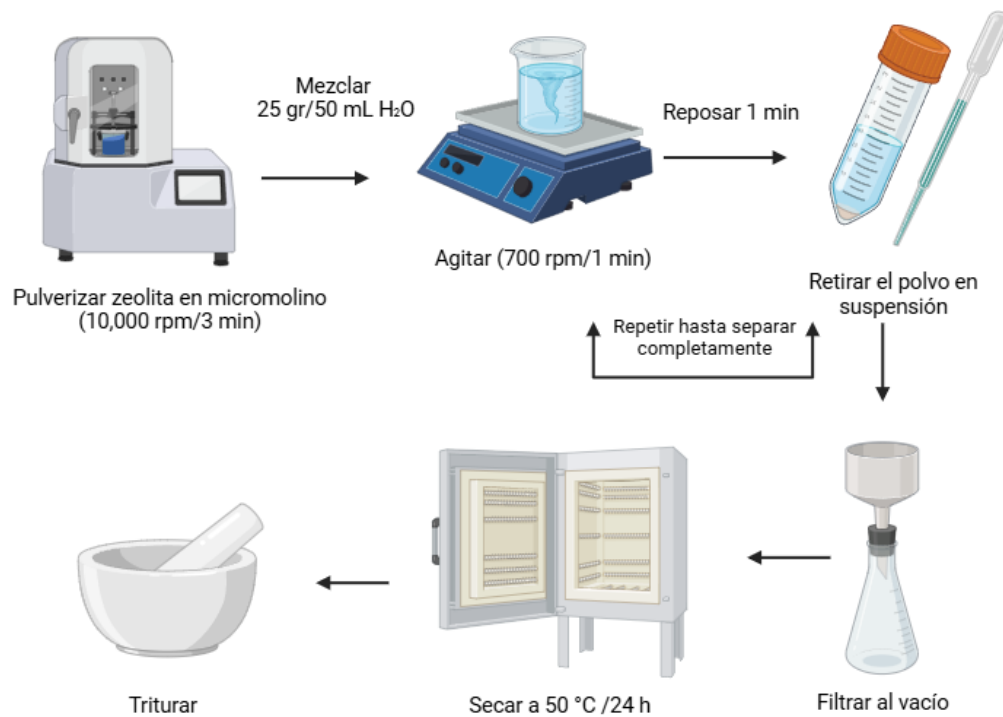 Mezclar
25 gr/50 mL H₂O
Reposar 1 min
Agitar (700 rpm/1 min)
Pulverizar zeolita en micromolino
(10,000 rpm/3 min)
Retirar el polvo en
suspensión
Repetir hasta separar
completamente
Triturar
Secar a 50 °C /24 h
Filtrar al vacío